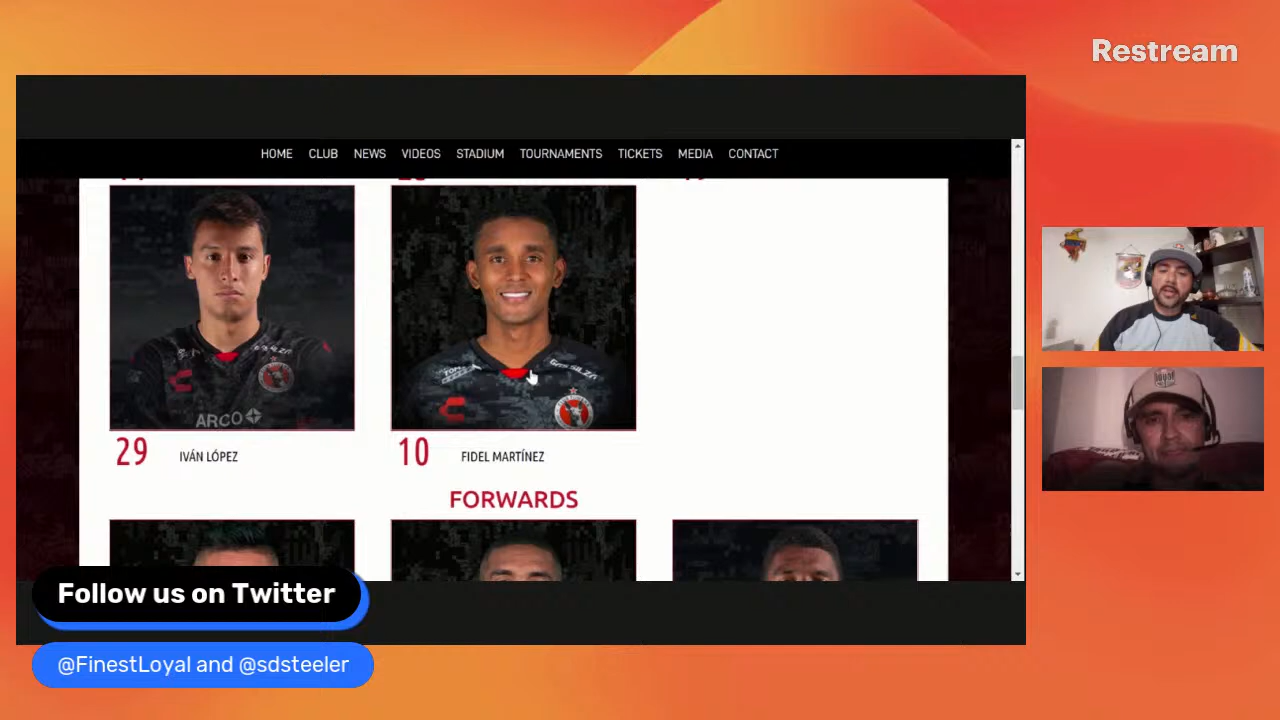 Restream
HOME CLUB NEWS VIDEOS STADIUM TOURNAMENTS TICKETS MEDIA CONTACT
ARCO
29 IVÁN LÓPEZ
10 FIDEL MARTÍNEZ
FORWARDS
Follow us on Twitter
@FinestLoyal and @sdsteeler